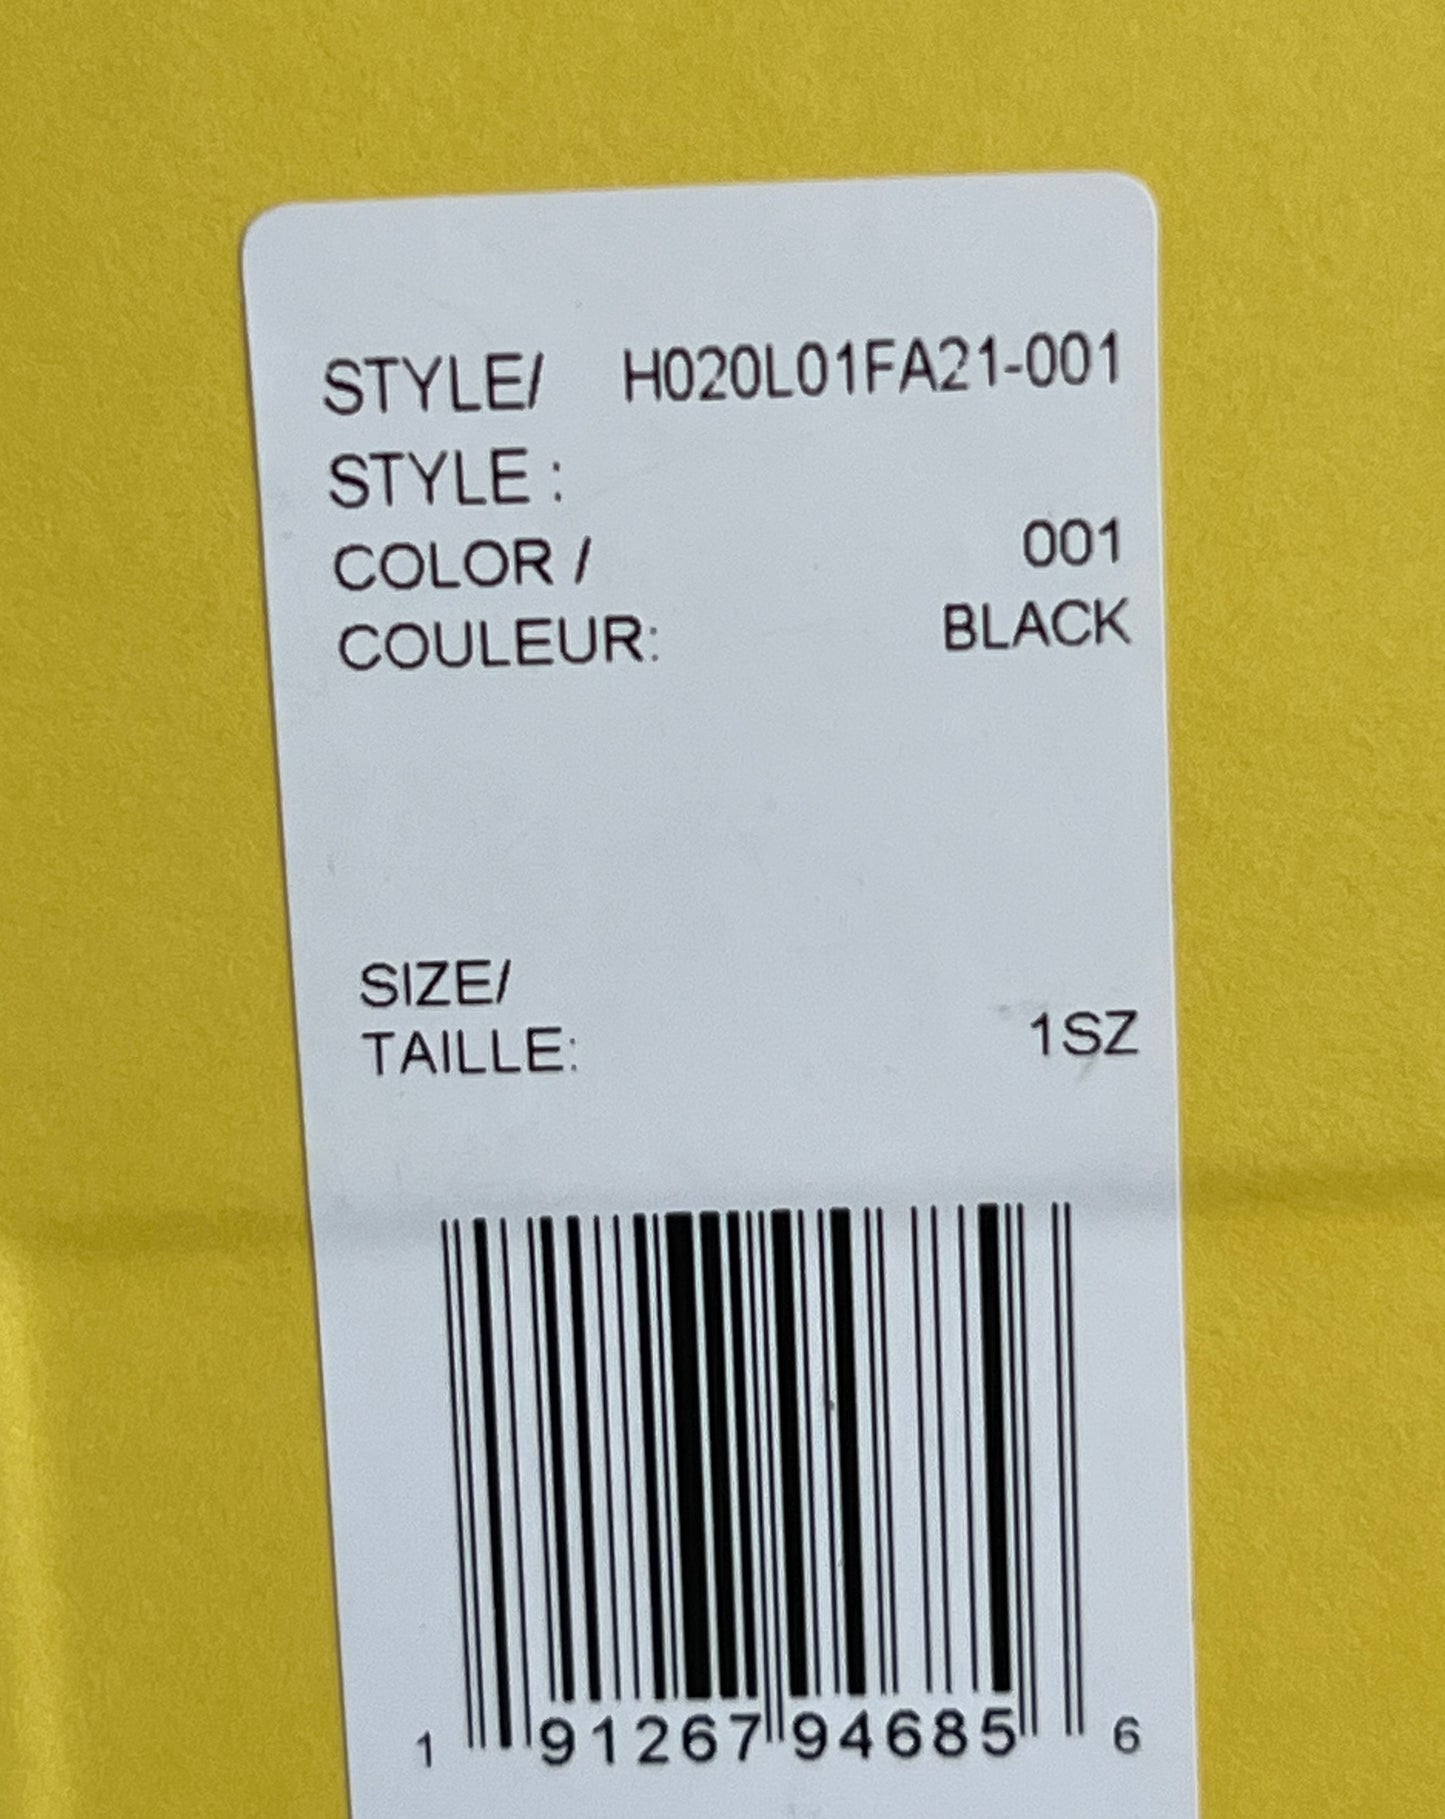 STYLE/ H020L01FA21-001
STYLE :
COLOR / 001
COULEUR: BLACK
SIZE/
TAILLE: 1SZ
1 91267 94685 6